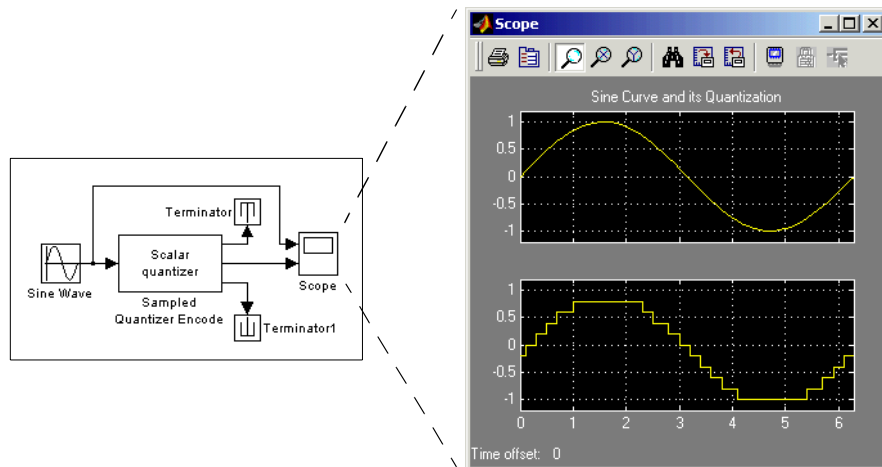 Terminator
Scalar
quantizer
Sine Wave
Sampled
Quantizer Encode
Scope
Terminator1
Scope
Sine Curve and its Quantization
1
0.5
0
-0.5
-1
1
0.5
0
-0.5
-1
0 1 2 3 4 5 6
Time offset: 0